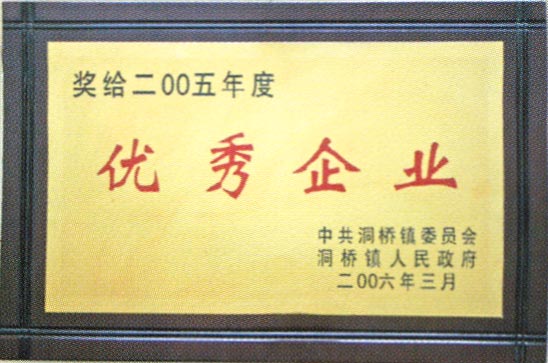 奖给二00五年度
优秀企业
中共洞桥镇委员会
洞桥镇人民政府
二00六年三月